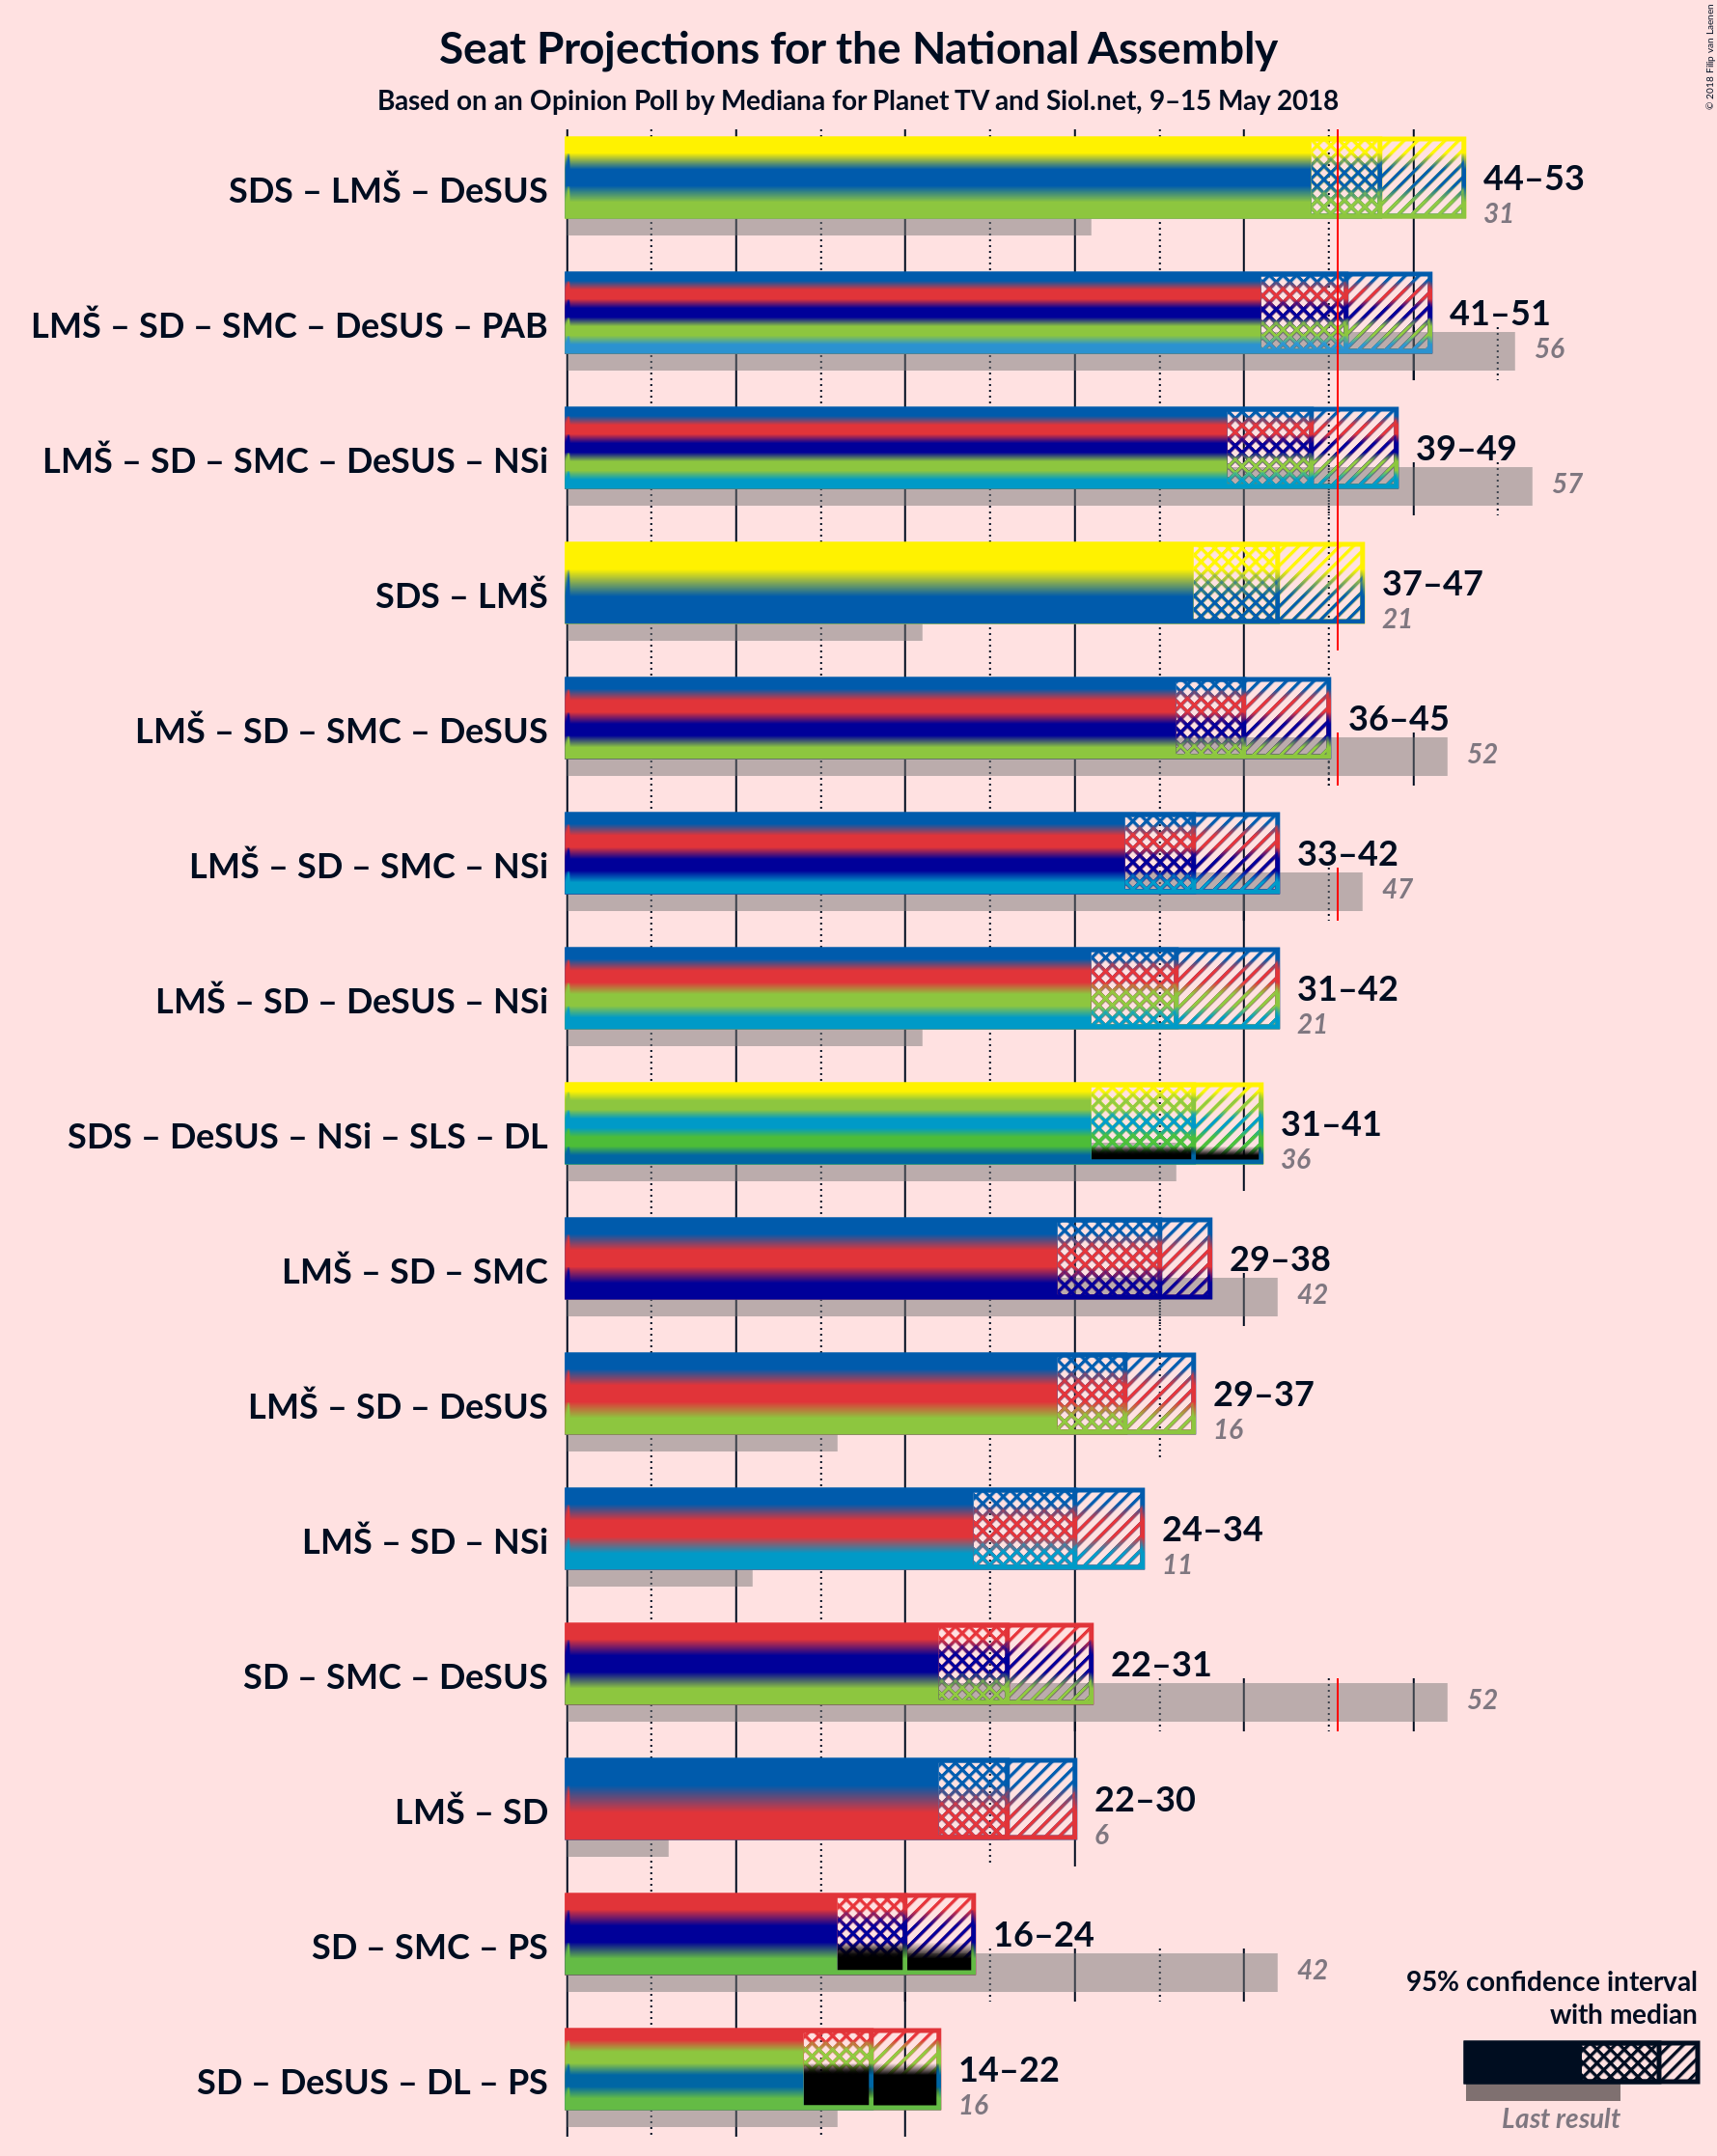 Seat Projections for the National Assembly
Based on an Opinion Poll by Mediana for Planet TV and Siol.net, 9–15 May 2018
© 2018 Filip van Laenen
SDS – LMŠ – DeSUS
44–53
31
LMŠ – SD – SMC – DeSUS – PAB
41–51
56
LMŠ – SD – SMC – DeSUS – NSi
39–49
57
SDS – LMŠ
37–47
21
LMŠ – SD – SMC – DeSUS
36–45
52
LMŠ – SD – SMC – NSi
33–42
47
LMŠ – SD – DeSUS – NSi
31–42
21
SDS – DeSUS – NSi – SLS – DL
31–41
36
LMŠ – SD – SMC
29–38
42
LMŠ – SD – DeSUS
29–37
16
LMŠ – SD – NSi
24–34
11
SD – SMC – DeSUS
22–31
52
LMŠ – SD
22–30
6
SD – SMC – PS
16–24
42
SD – DeSUS – DL – PS
14–22
16
95% confidence interval
with median
Last result